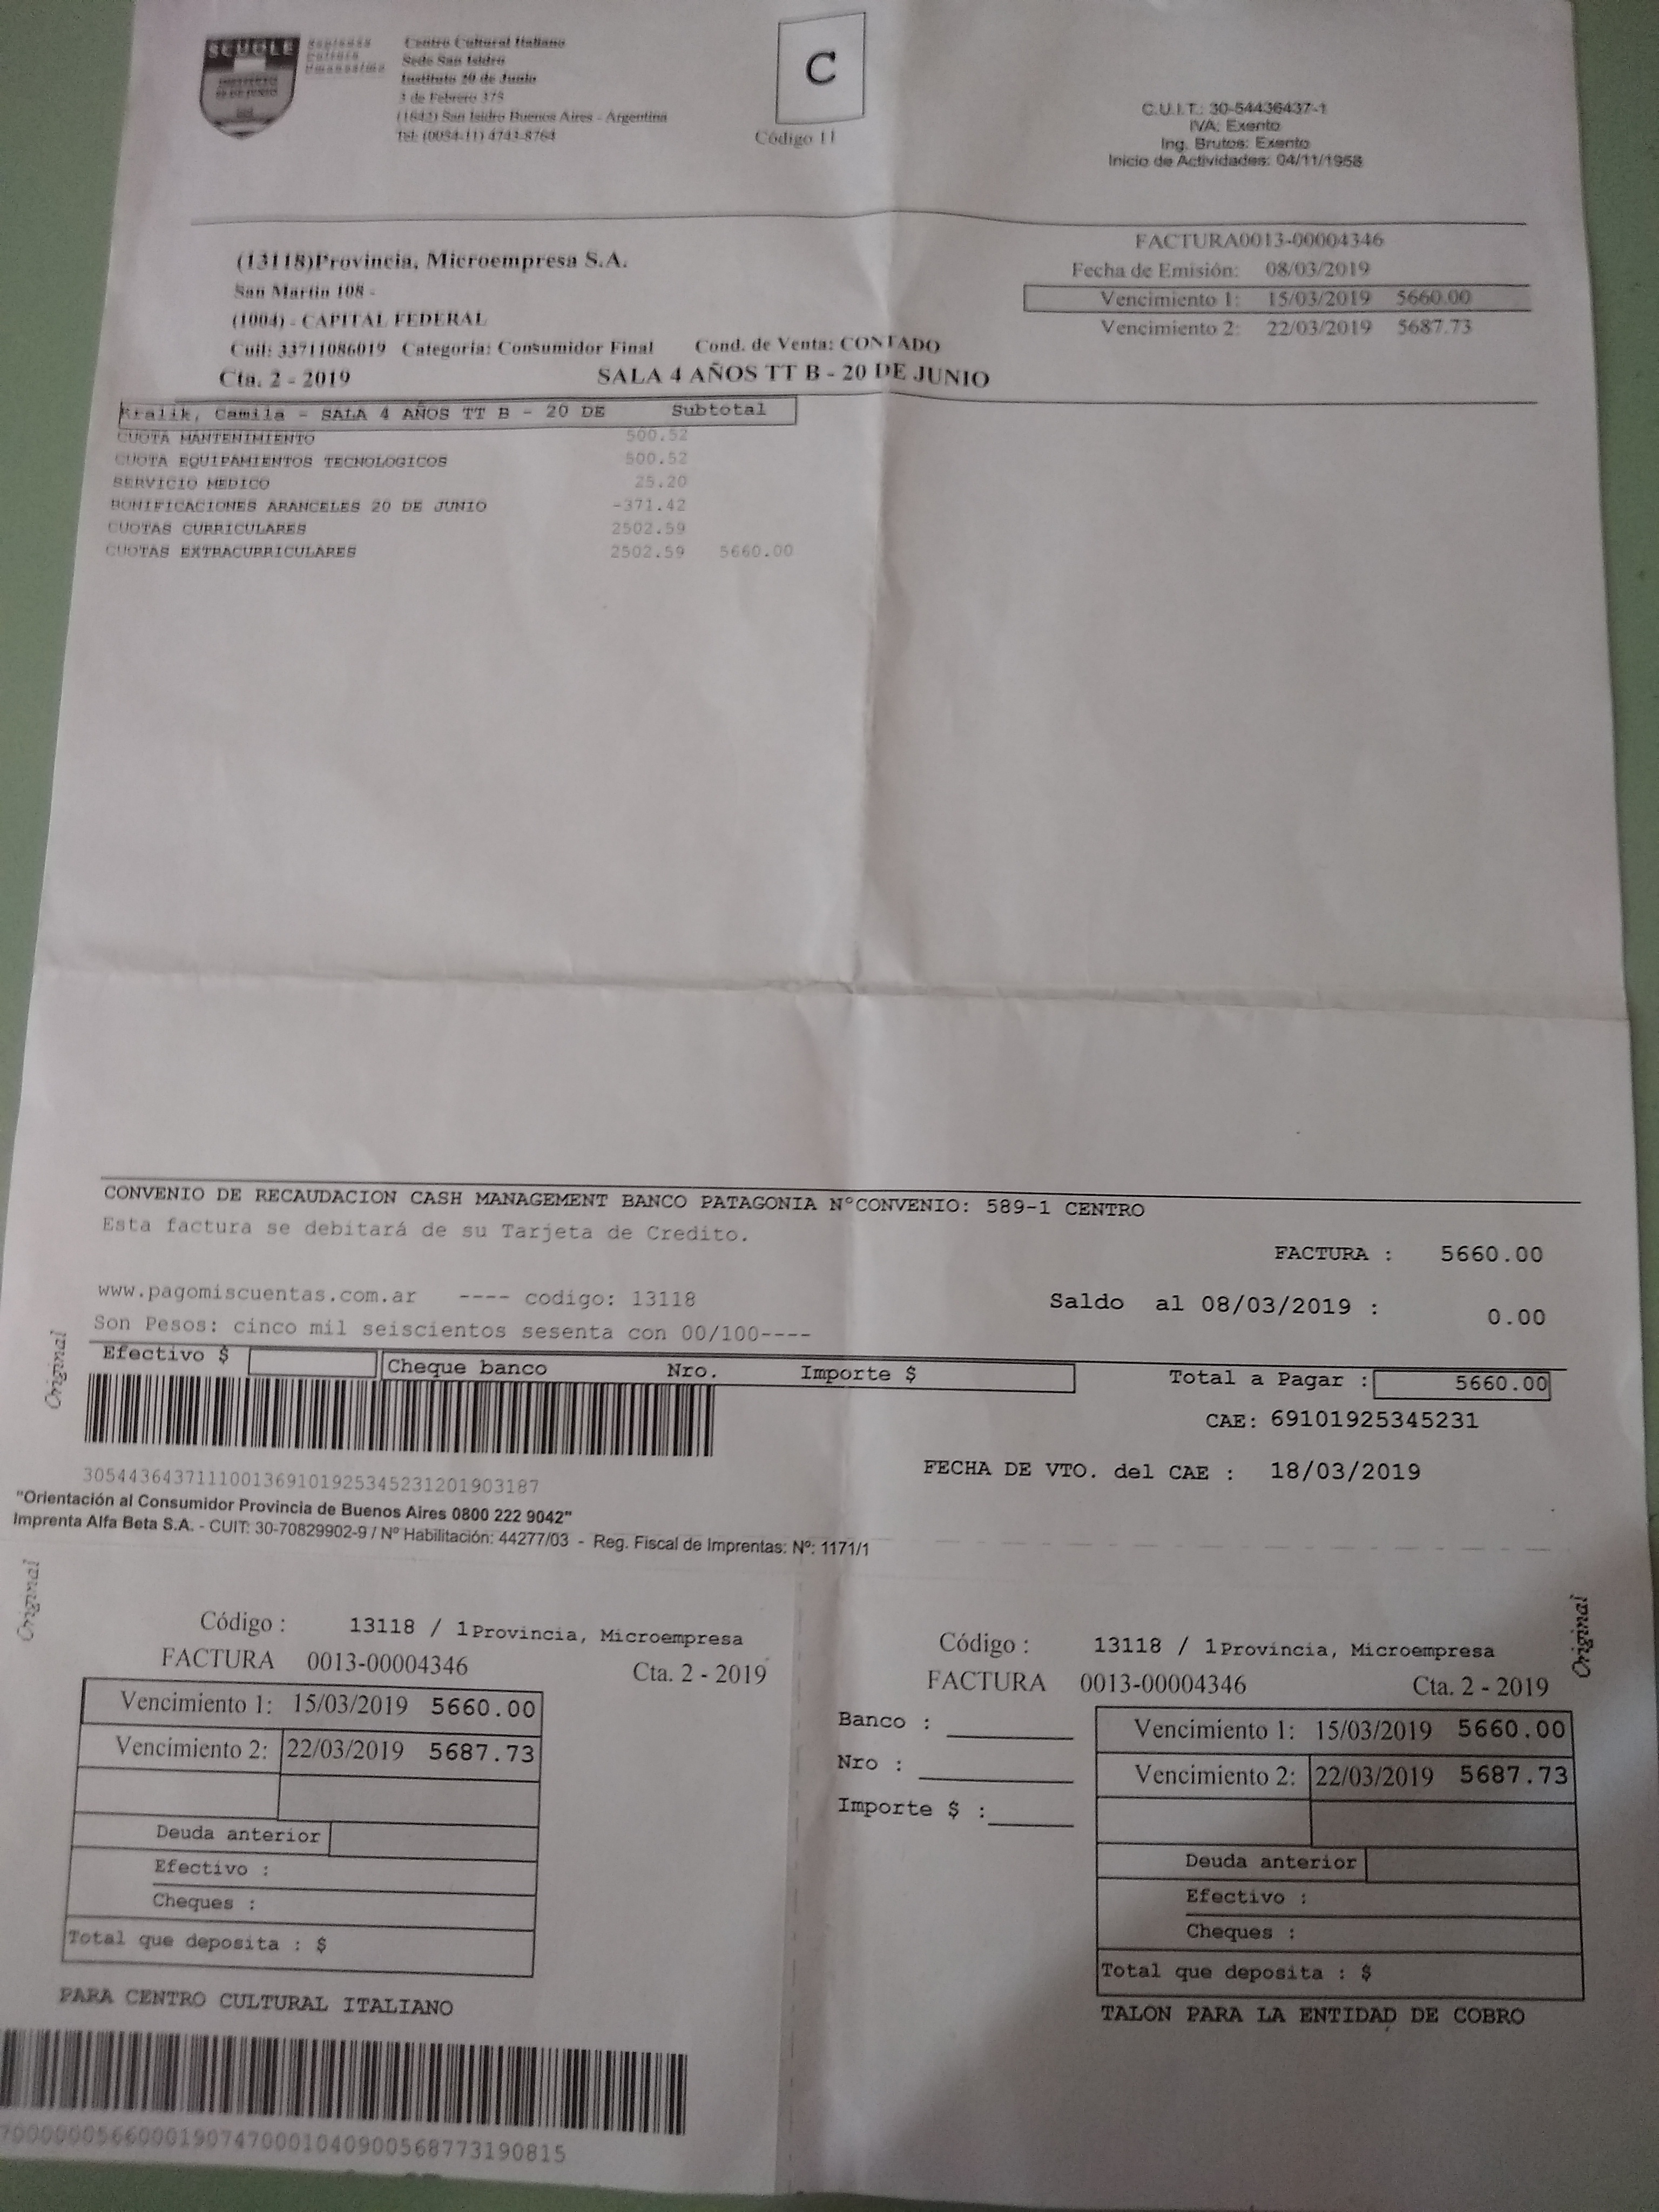 SCUOLE
Sapienza
Cultura
Umanesimo
Centro Cultural Italiano
Sede San Isidro
Instituto 20 de Junio
3 de Febrero 375
(1642) San Isidro Buenos Aires - Argentina
Tel: (0054-11) 4743-8764
C
Código 11
C.U.I.T.: 30-54436437-1
IVA: Exento
Ing. Brutos: Exento
Inicio de Actividades: 04/11/1958
FACTURA0013-00004346
Fecha de Emisión: 08/03/2019
Vencimiento 1: 15/03/2019 5660.00
Vencimiento 2: 22/03/2019 5687.73
(13118)Provincia, Microempresa S.A.
San Martin 108 -
(1004) - CAPITAL FEDERAL
Cuil: 33711086019 Categoria: Consumidor Final Cond. de Venta: CONTADO
Cta. 2 - 2019 SALA 4 AÑOS TT B - 20 DE JUNIO
Kralik, Camila - SALA 4 AÑOS TT B - 20 DE Subtotal
CUOTA MANTENIMIENTO 500.52
CUOTA EQUIPAMIENTOS TECNOLOGICOS 500.52
SERVICIO MEDICO 25.20
BONIFICACIONES ARANCELES 20 DE JUNIO -371.42
CUOTAS CURRICULARES 2502.59
CUOTAS EXTRACURRICULARES 2502.59 5660.00
CONVENIO DE RECAUDACION CASH MANAGEMENT BANCO PATAGONIA N°CONVENIO: 589-1 CENTRO
Esta factura se debitará de su Tarjeta de Credito.
FACTURA : 5660.00
www.pagomiscuentas.com.ar ---- codigo: 13118
Saldo al 08/03/2019 : 0.00
Son Pesos: cinco mil seiscientos sesenta con 00/100----
Original
Efectivo $ Cheque banco Nro. Importe $
Total a Pagar : 5660.00
CAE: 69101925345231
FECHA DE VTO. del CAE : 18/03/2019
305443643711100136910192534523120190​3187
"Orientación al Consumidor Provincia de Buenos Aires 0800 222 9042"
Imprenta Alfa Beta S.A. - CUIT: 30-70829902-9 / Nº Habilitación: 44277/03 - Reg. Fiscal de Imprentas: Nº: 1171/1
Original
Código : 13118 / 1Provincia, Microempresa
FACTURA 0013-00004346 Cta. 2 - 2019
Vencimiento 1: 15/03/2019 5660.00
Vencimiento 2: 22/03/2019 5687.73
Deuda anterior
Efectivo :
Cheques :
Total que deposita : $
PARA CENTRO CULTURAL ITALIANO
Original
Código : 13118 / 1Provincia, Microempresa
FACTURA 0013-00004346 Cta. 2 - 2019
Banco :
Nro :
Importe $ :
Vencimiento 1: 15/03/2019 5660.00
Vencimiento 2: 22/03/2019 5687.73
Deuda anterior
Efectivo :
Cheques :
Total que deposita : $
TALON PARA LA ENTIDAD DE COBRO